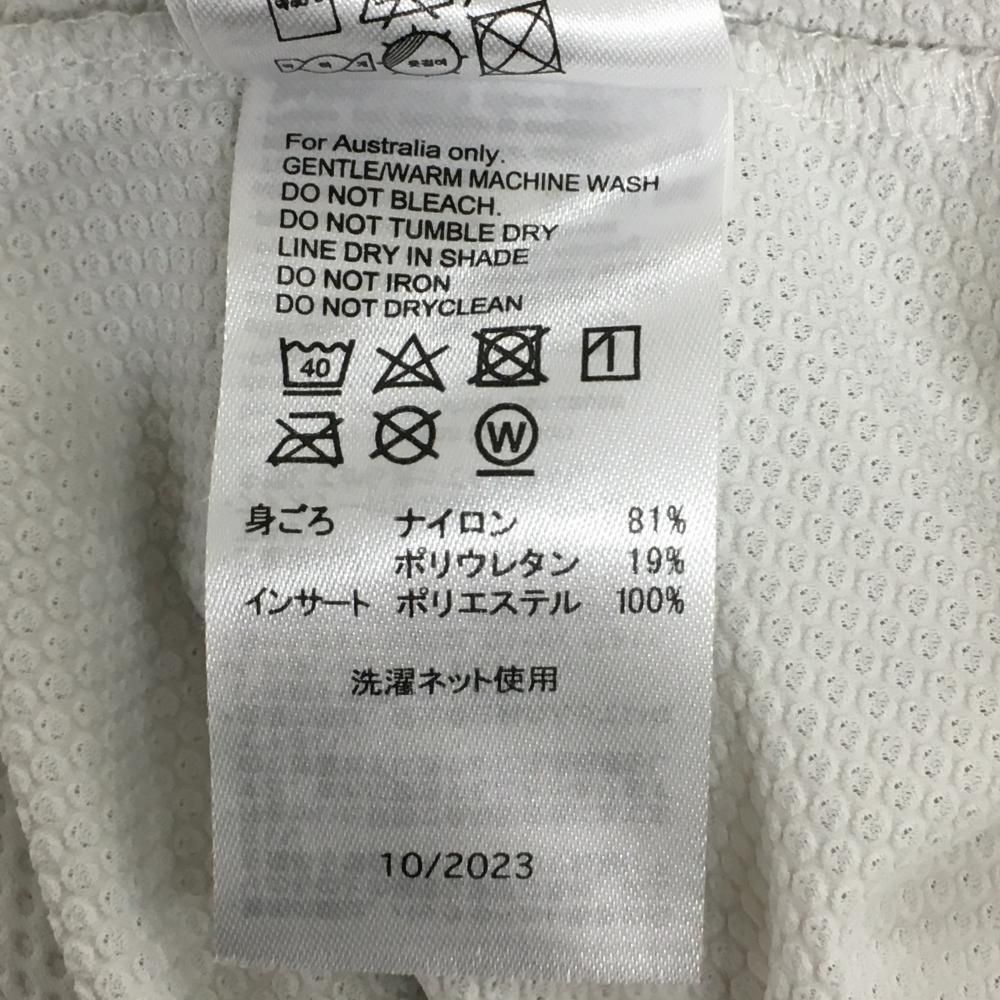 옷걸이
For Australia only.
GENTLE/WARM MACHINE WASH
DO NOT BLEACH.
DO NOT TUMBLE DRY
LINE DRY IN SHADE
DO NOT IRON
DO NOT DRYCLEAN
40
W
身ごろ ナイロン 81%
ポリウレタン 19%
インサート ポリエステル 100%
洗濯ネット使用
10/2023